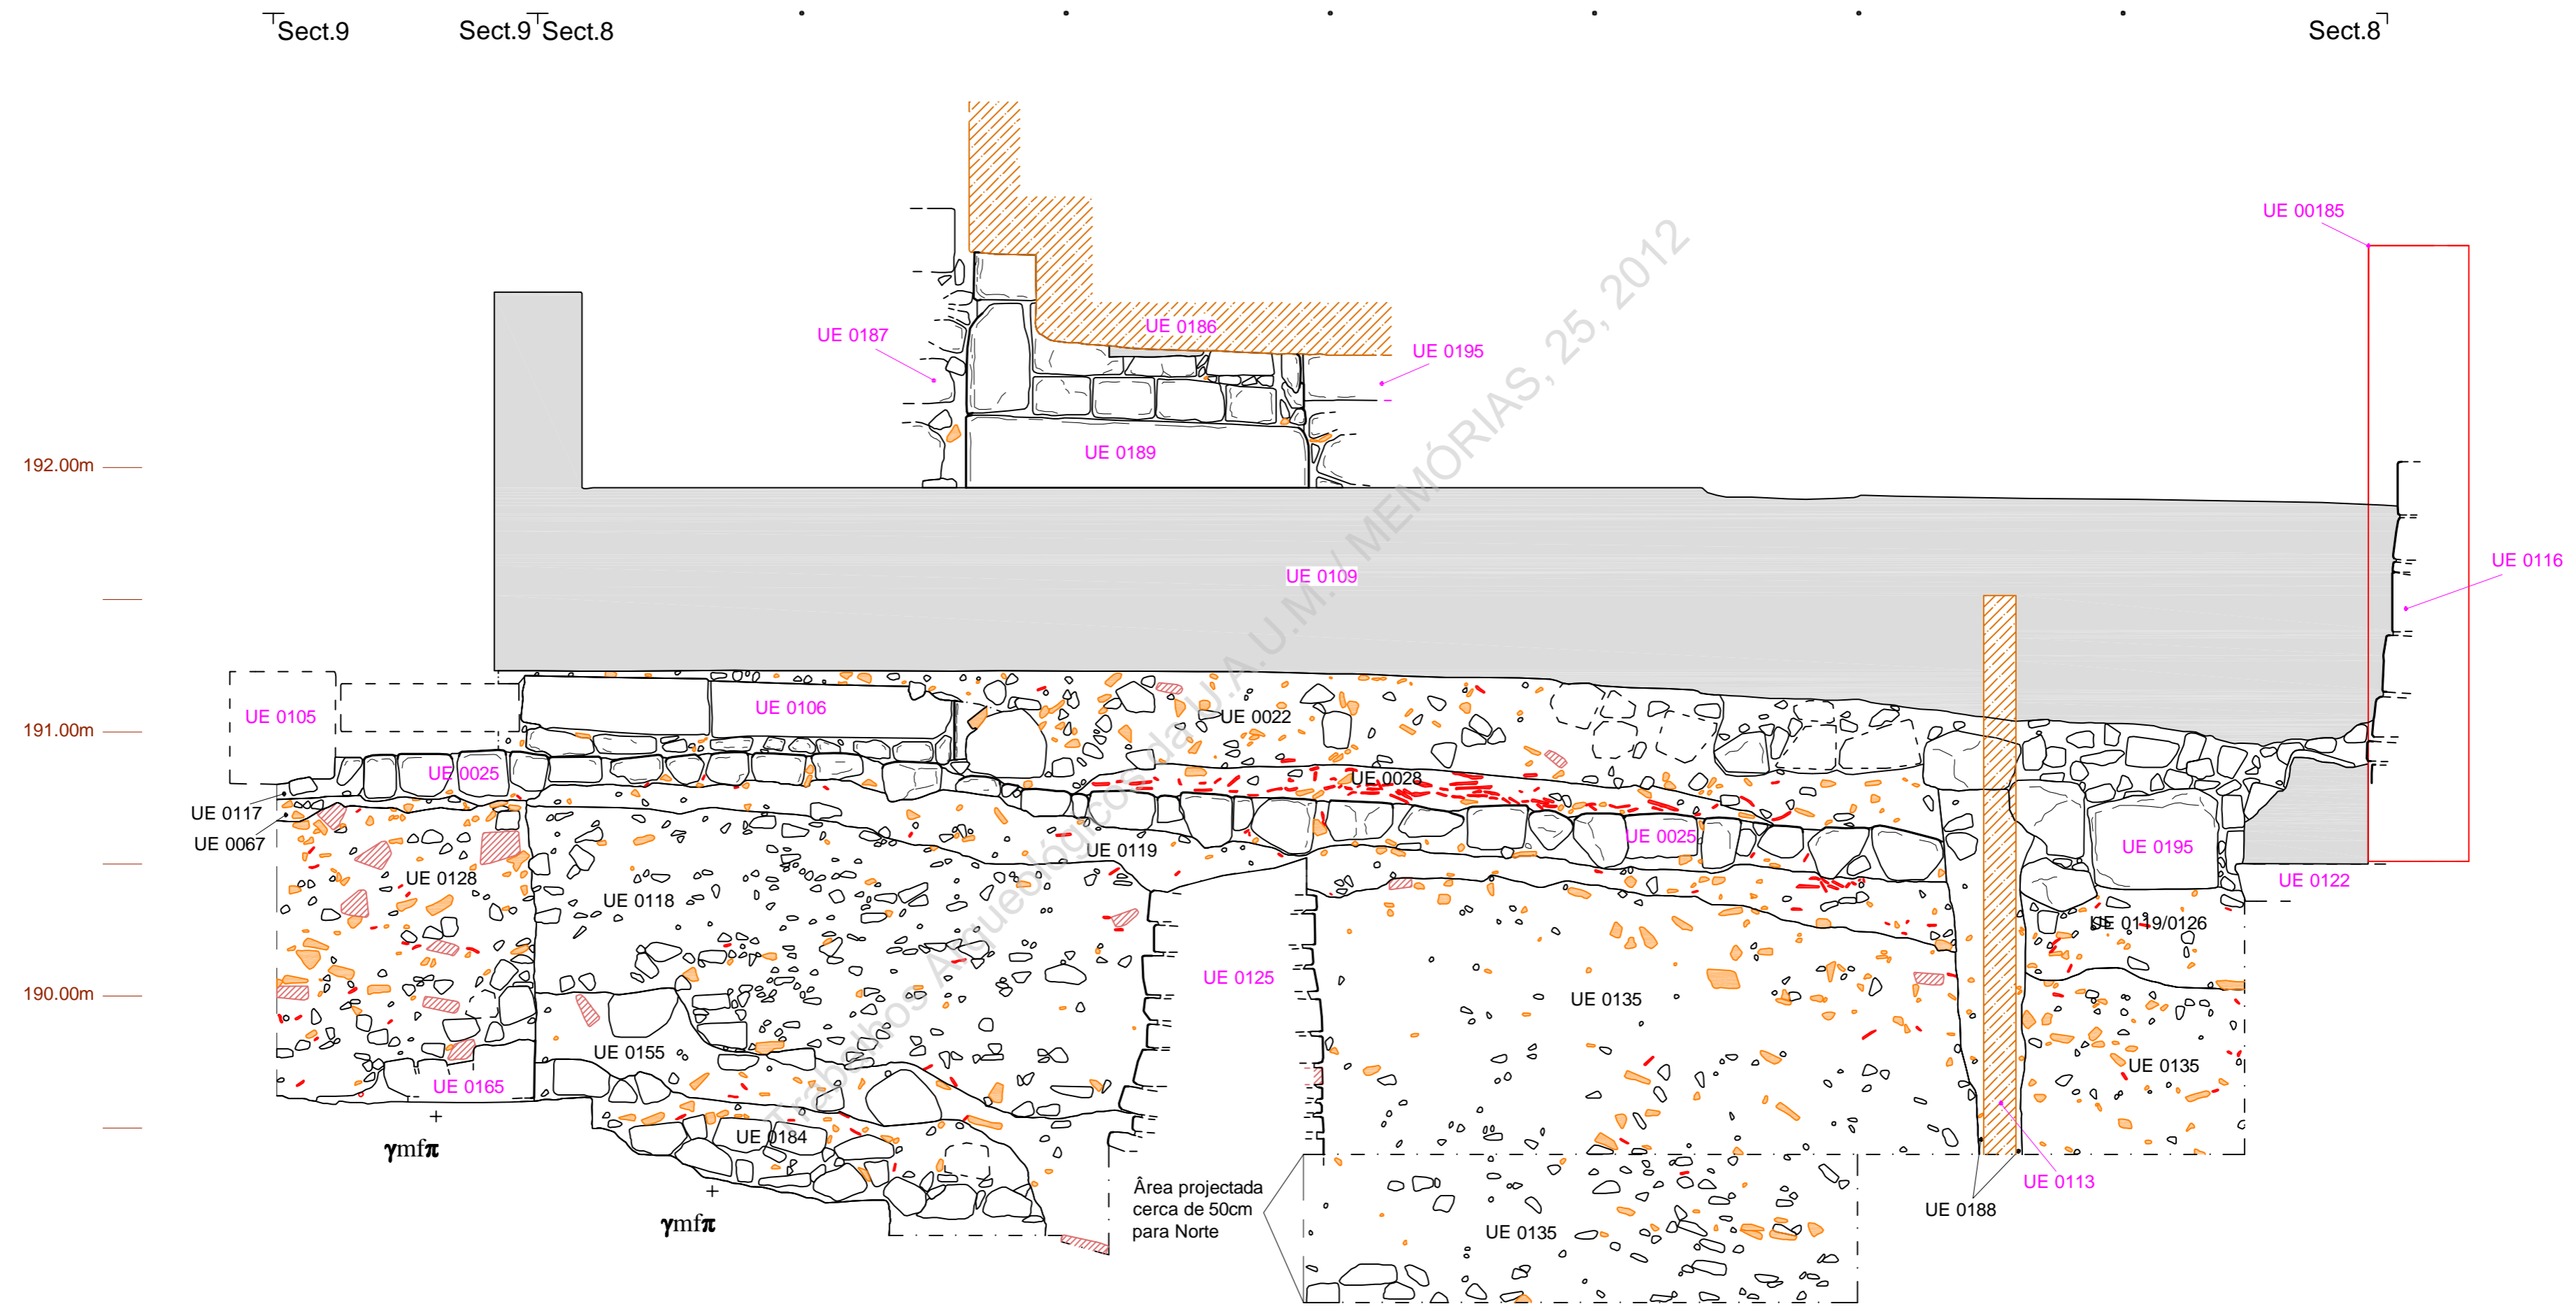 Sect.9
Sect.9
Sect.8
Sect.8
UE 00185
UE 0186
UE 0187
UE 0195
UE 0189
192.00m
UE 0116
UE 0109
UE 0105
UE 0106
UE 0022
191.00m
UE 0025
UE 0028
UE 0117
UE 0067
UE 0025
UE 0119
UE 0195
UE 0128
UE 0122
UE 0118
UE 0119/0126
UE 0125
190.00m
UE 0135
UE 0155
UE 0135
UE 0165
γmfπ
UE 0184
γmfπ
Área projectada
cerca de 50cm
para Norte
UE 0135
UE 0113
UE 0188
Trabalhos Arqueológicos da U.A.U.M./ MEMÓRIAS, 25, 2012